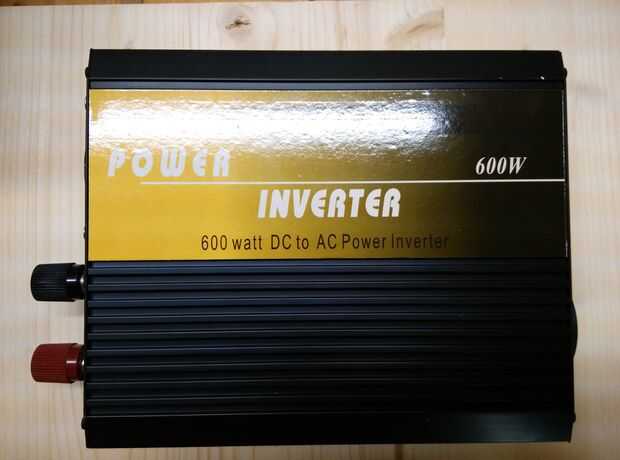 POWER 600W
INVERTER
600 watt DC to AC Power Inverter